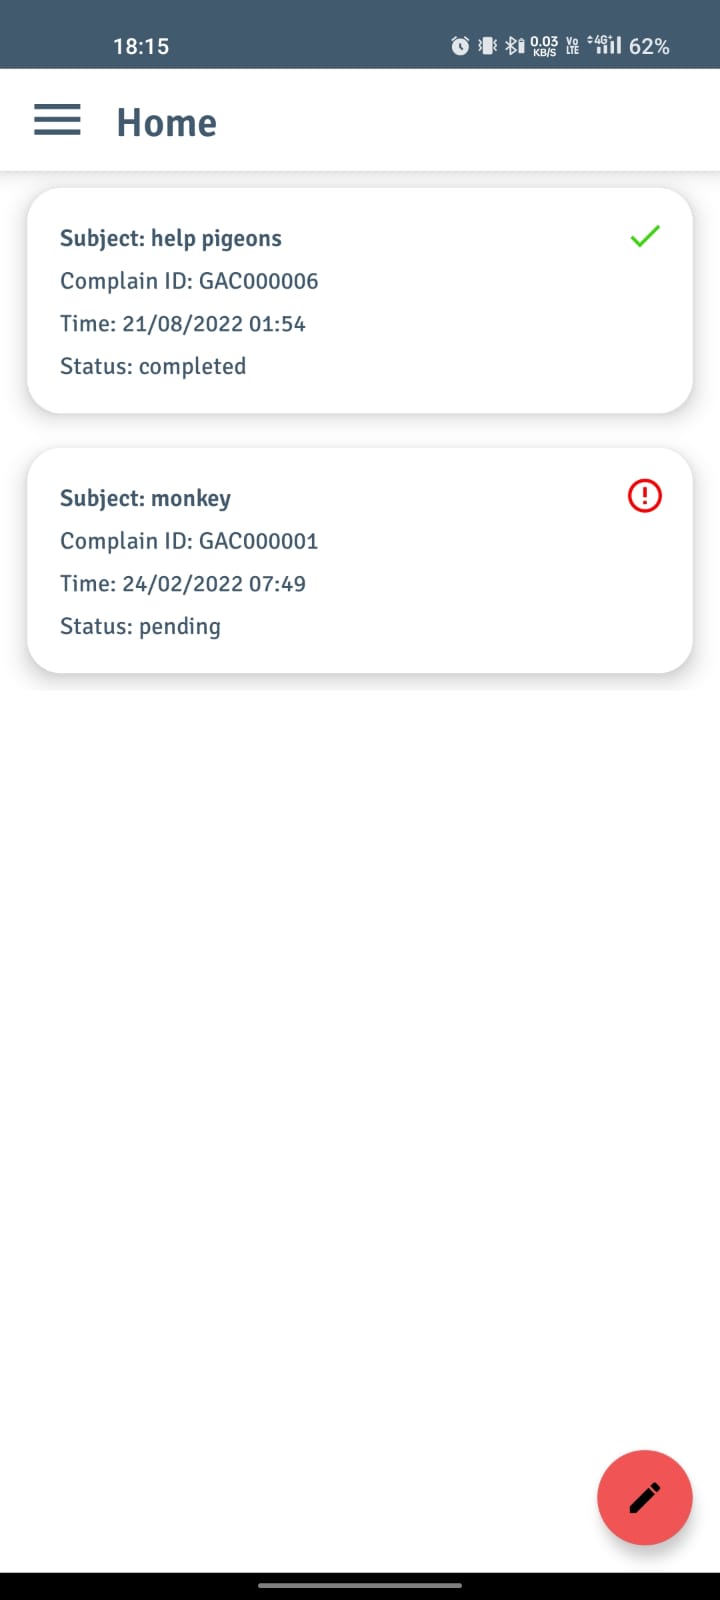 18:15 0.03 KB/S Vo LTE 4G+ 62%
Home
Subject: help pigeons
Complain ID: GAC000006
Time: 21/08/2022 01:54
Status: completed
Subject: monkey
Complain ID: GAC000001
Time: 24/02/2022 07:49
Status: pending